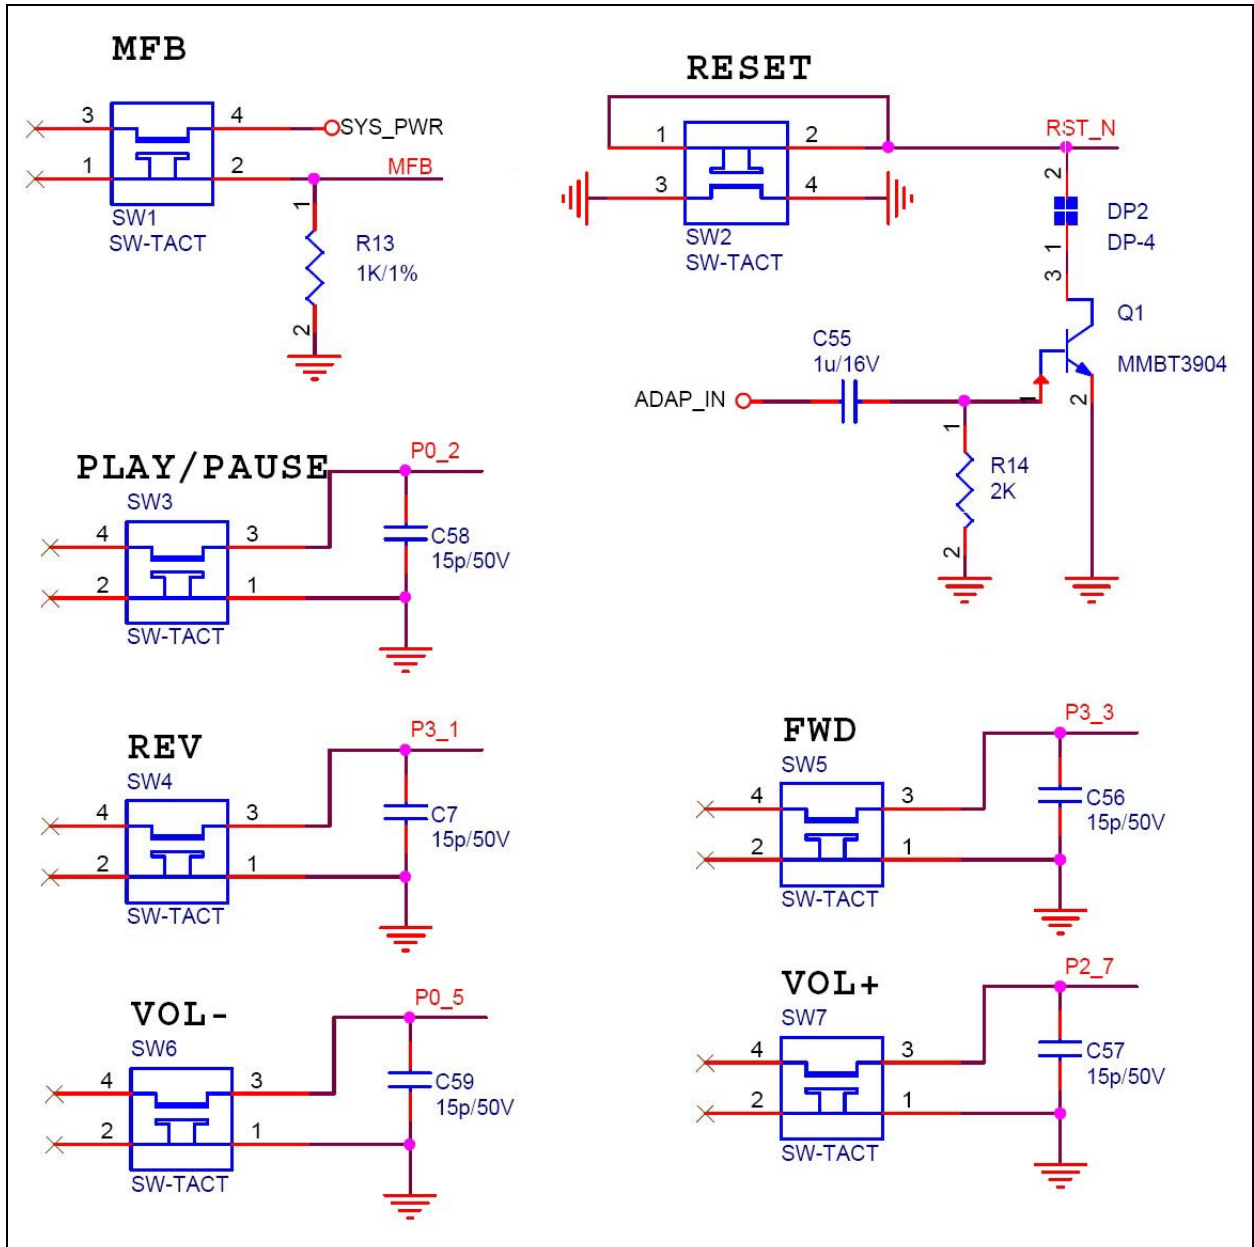 MFB
3
4
SYS_PWR
1
2
MFB
SW1
SW-TACT
1
R13
1K/1%
2
RESET
1
2
RST_N
3
4
SW2
SW-TACT
2
DP2
DP-4
1
3
Q1
MMBT3904
C55
1u/16V
ADAP_IN
1
2
1
R14
2K
2
PLAY/PAUSE
P0_2
SW3
4
3
C58
15p/50V
2
1
SW-TACT
REV
P3_1
SW4
4
3
C7
15p/50V
2
1
SW-TACT
FWD
P3_3
SW5
4
3
C56
15p/50V
2
1
SW-TACT
VOL-
P0_5
SW6
4
3
C59
15p/50V
2
1
SW-TACT
VOL+
P2_7
SW7
4
3
C57
15p/50V
2
1
SW-TACT